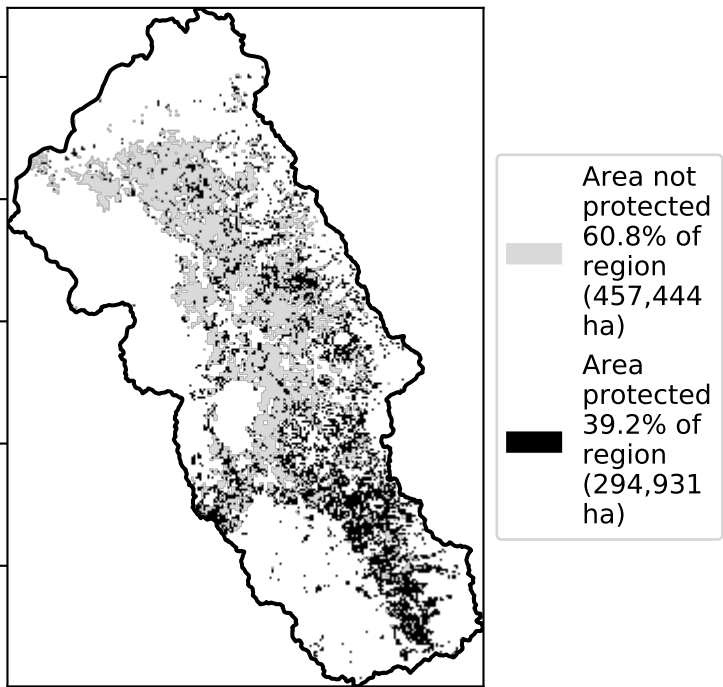 Area not
protected
60.8% of
region
(457,444
ha)
Area
protected
39.2% of
region
(294,931
ha)